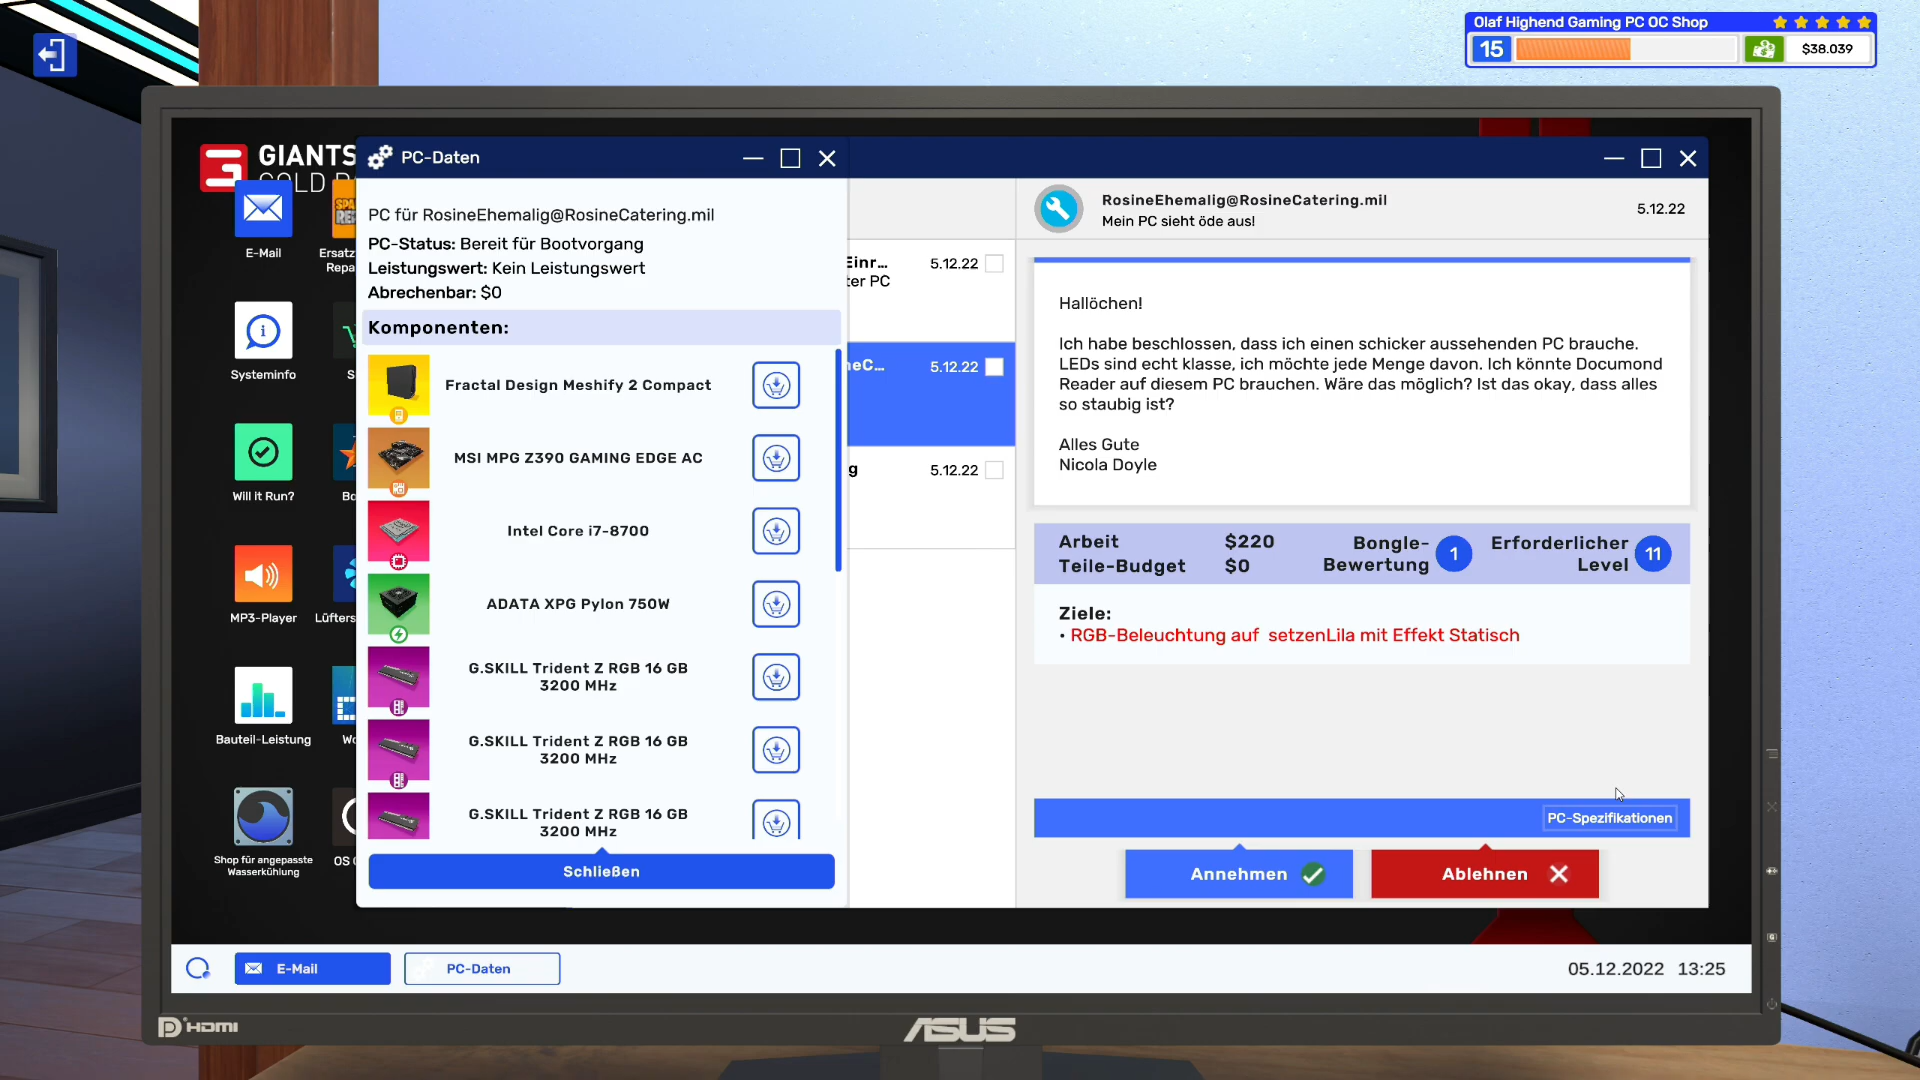 Olaf Highend Gaming PC OC Shop
15
$38.039
GIANTS
GOLD
E-Mail
Ersatz
Repa
Systeminfo
Will it Run?
MP3-Player
Lüfters
Bauteil-Leistung
Shop für angepasste
Wasserkühlung
OS
PC-Daten
PC für RosineEhemalig@RosineCatering.mil
PC-Status: Bereit für Bootvorgang
Leistungswert: Kein Leistungswert
Abrechenbar: $0
Komponenten:
Fractal Design Meshify 2 Compact
MSI MPG Z390 GAMING EDGE AC
Intel Core i7-8700
ADATA XPG Pylon 750W
G.SKILL Trident Z RGB 16 GB
3200 MHz
G.SKILL Trident Z RGB 16 GB
3200 MHz
G.SKILL Trident Z RGB 16 GB
3200 MHz
Schließen
Einr...
ter PC
5.12.22
neC...
5.12.22
g
5.12.22
RosineEhemalig@RosineCatering.mil
Mein PC sieht öde aus!
5.12.22
Hallöchen!
Ich habe beschlossen, dass ich einen schicker aussehenden PC brauche.
LEDs sind echt klasse, ich möchte jede Menge davon. Ich könnte Documond
Reader auf diesem PC brauchen. Wäre das möglich? Ist das okay, dass alles
so staubig ist?
Alles Gute
Nicola Doyle
Arbeit $220
Teile-Budget $0
Bongle-
Bewertung 1
Erforderlicher
Level 11
Ziele:
• RGB-Beleuchtung auf  setzenLila mit Effekt Statisch
PC-Spezifikationen
Annehmen
Ablehnen
E-Mail
PC-Daten
05.12.2022 13:25
HDMI
ASUS